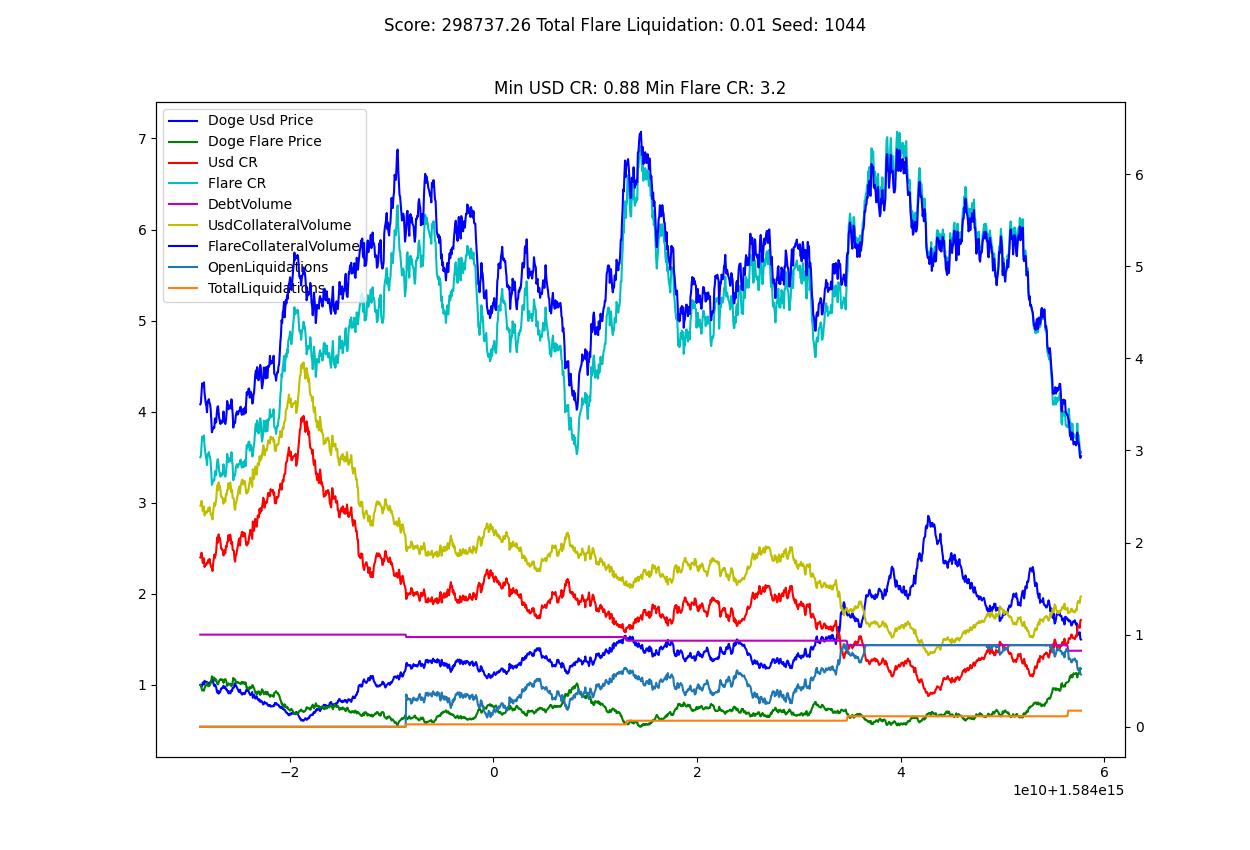 Score: 298737.26 Total Flare Liquidation: 0.01 Seed: 1044
Min USD CR: 0.88 Min Flare CR: 3.2
Doge Usd Price
Doge Flare Price
Usd CR
Flare CR
DebtVolume
UsdCollateralVolume
FlareCollateralVolume
OpenLiquidations
TotalLiquidations
7
6
5
4
3
2
1
6
5
4
3
2
1
0
−2
0
2
4
6
1e10+1.584e15